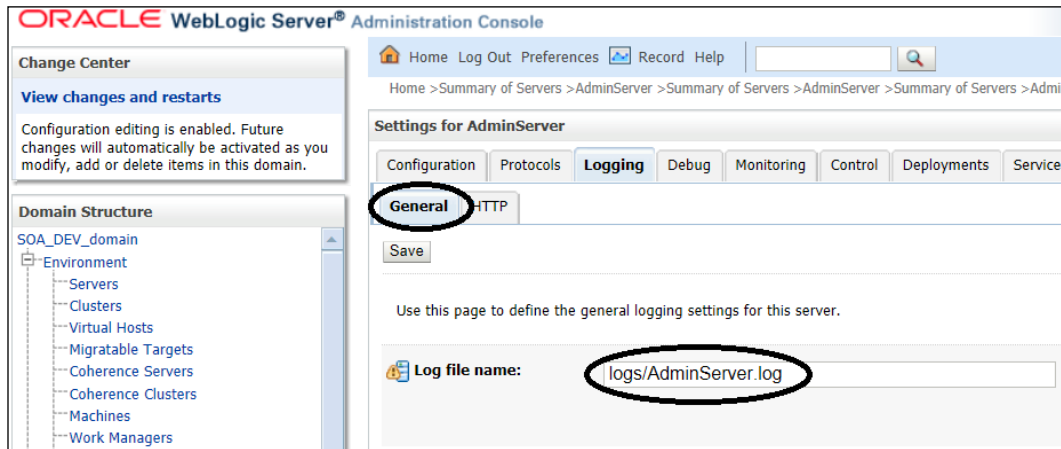 ORACLE WebLogic Server® Administration Console
Change Center
View changes and restarts
Configuration editing is enabled. Future
changes will automatically be activated as you
modify, add or delete items in this domain.
Domain Structure
SOA_DEV_domain
Environment
Servers
Clusters
Virtual Hosts
Migratable Targets
Coherence Servers
Coherence Clusters
Machines
Work Managers
Home Log Out Preferences Record Help
Home >Summary of Servers >AdminServer >Summary of Servers >AdminServer >Summary of Servers >Admi
Settings for AdminServer
Configuration Protocols Logging Debug Monitoring Control Deployments Service
General HTTP
Save
Use this page to define the general logging settings for this server.
Log file name: logs/AdminServer.log